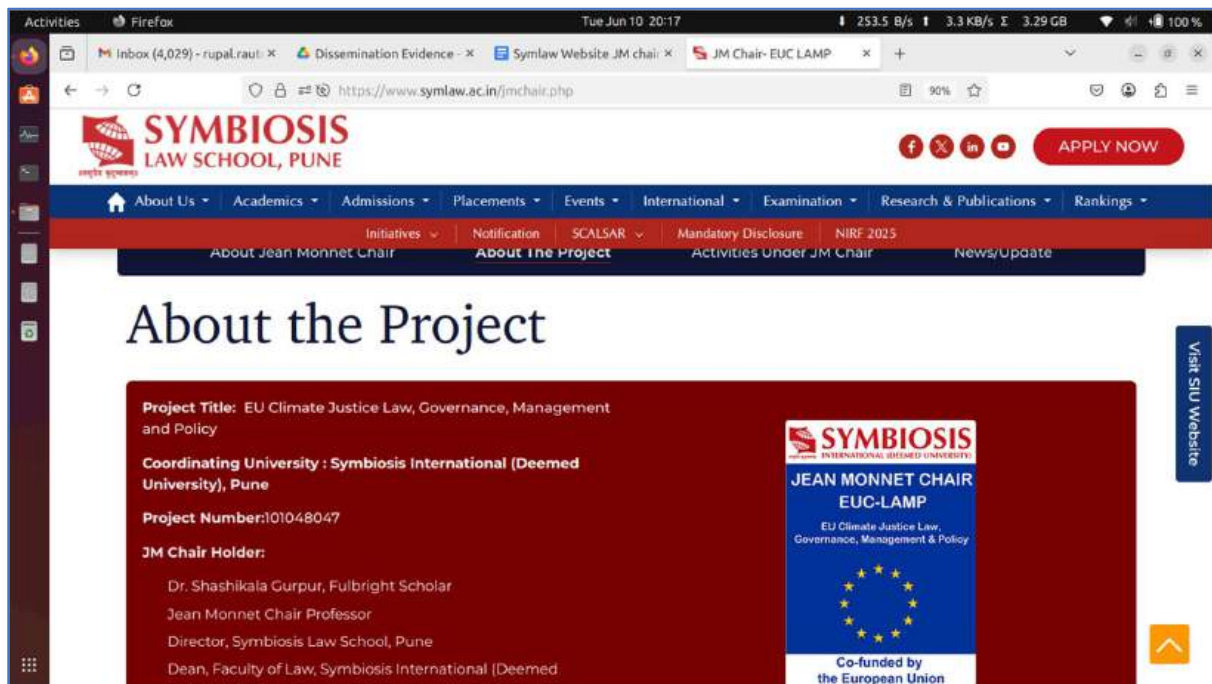 Activities Firefox Tue Jun 10 20:17 253.5 B/s 3.3 KB/s Σ 3.29 GB 100 %
Inbox (4,029) - rupal.raut Dissemination Evidence - Symlaw Website JM chair JM Chair- EUC LAMP
https://www.symlaw.ac.in/jmchair.php 90%
SYMBIOSIS
LAW SCHOOL, PUNE
APPLY NOW
About Us Academics Admissions Placements Events International Examination Research & Publications Rankings
Initiatives Notification SCALSAR Mandatory Disclosure NIRF 2025
About Jean Monnet Chair About The Project Activities Under JM Chair News/Update
About the Project
Visit SIU Website
Project Title: EU Climate Justice Law, Governance, Management
and Policy
Coordinating University : Symbiosis International (Deemed
University), Pune
Project Number:101048047
JM Chair Holder:
Dr. Shashikala Gurpur, Fulbright Scholar
Jean Monnet Chair Professor
Director, Symbiosis Law School, Pune
Dean, Faculty of Law, Symbiosis International (Deemed
SYMBIOSIS
INTERNATIONAL (DEEMED UNIVERSITY)
JEAN MONNET CHAIR
EUC-LAMP
EU Climate Justice Law,
Governance, Management & Policy
Co-funded by
the European Union